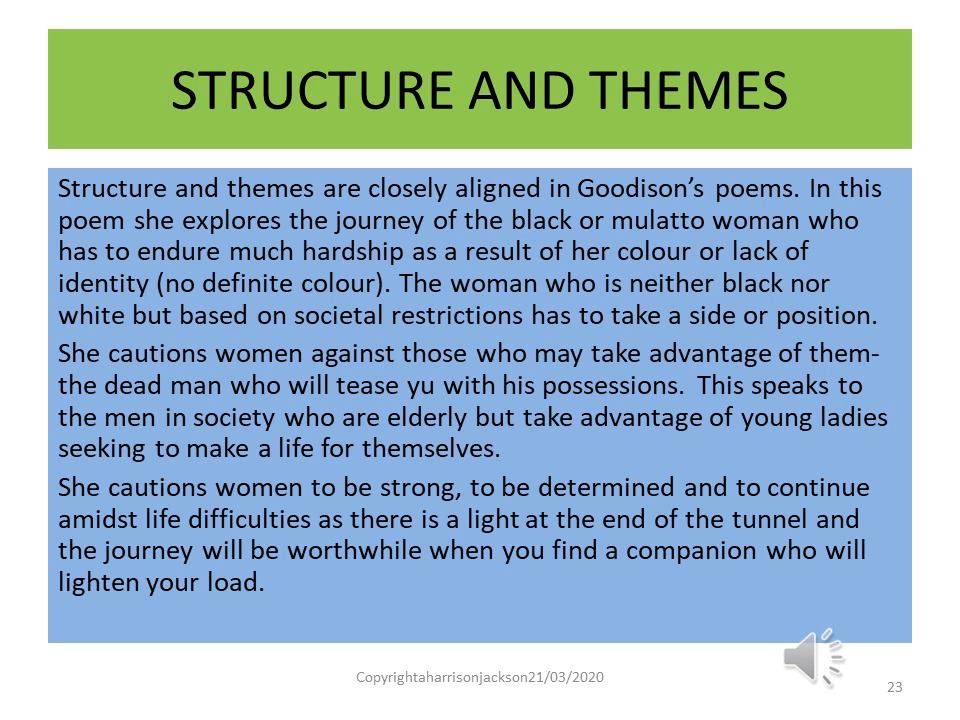 STRUCTURE AND THEMES
Structure and themes are closely aligned in Goodison’s poems. In this
poem she explores the journey of the black or mulatto woman who
has to endure much hardship as a result of her colour or lack of
identity (no definite colour). The woman who is neither black nor
white but based on societal restrictions has to take a side or position.
She cautions women against those who may take advantage of them-
the dead man who will tease yu with his possessions.  This speaks to
the men in society who are elderly but take advantage of young ladies
seeking to make a life for themselves.
She cautions women to be strong, to be determined and to continue
amidst life difficulties as there is a light at the end of the tunnel and
the journey will be worthwhile when you find a companion who will
lighten your load.
Copyrightaharrisonjackson21/03/2020
23